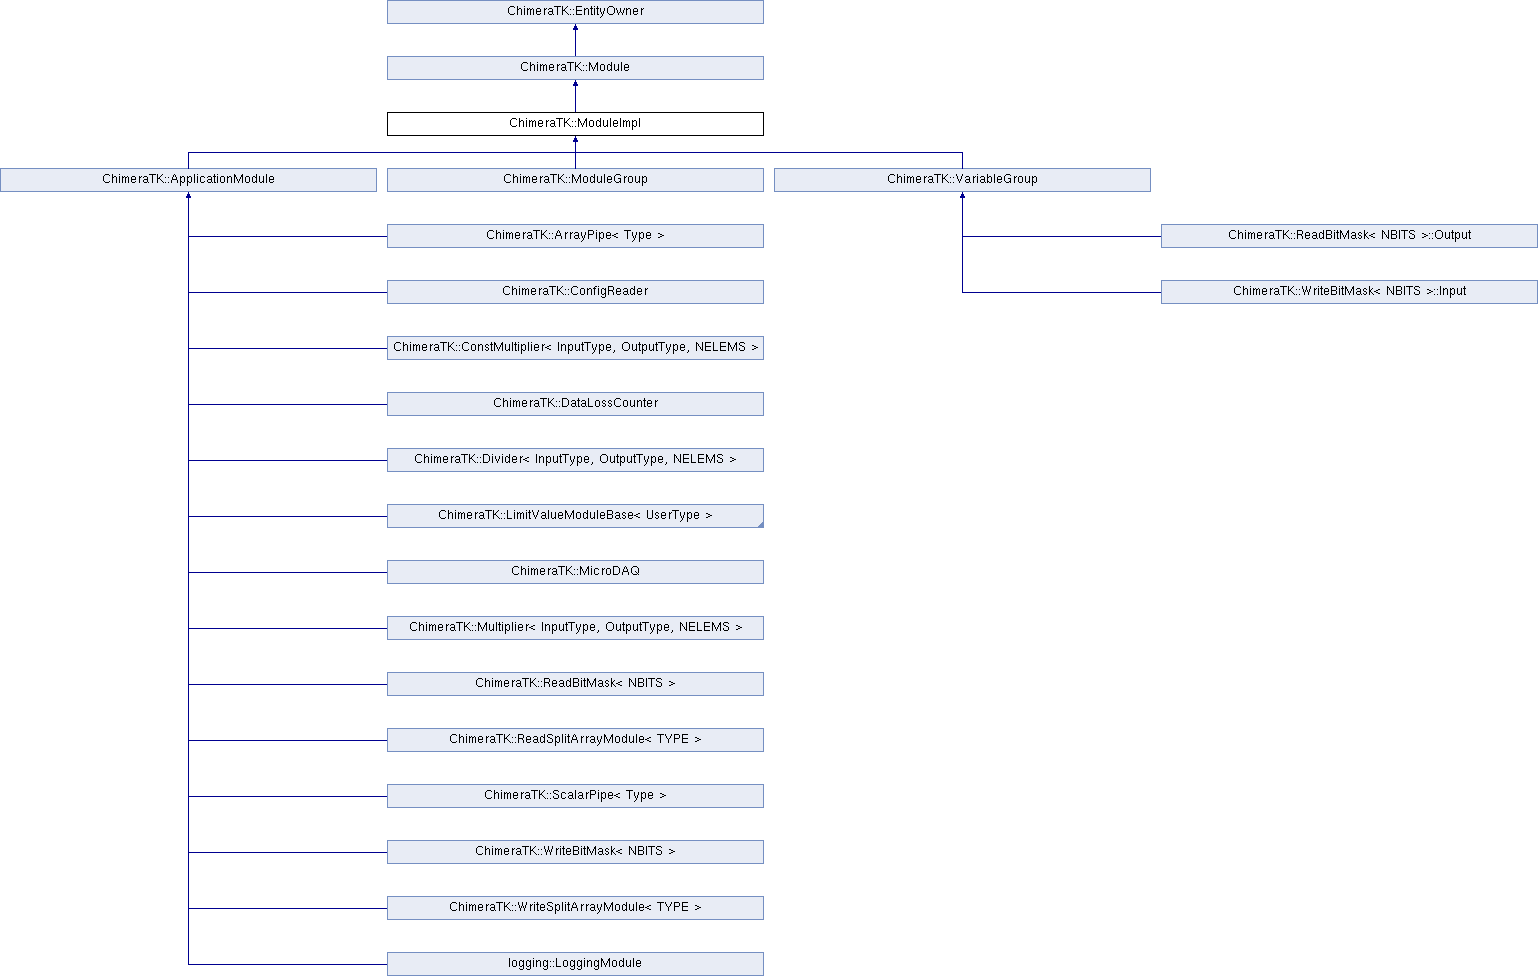 ChimeraTK::EntityOwner
ChimeraTK::Module
ChimeraTK::ModuleImpl
ChimeraTK::ApplicationModule
ChimeraTK::ModuleGroup
ChimeraTK::VariableGroup
ChimeraTK::ArrayPipe< Type >
ChimeraTK::ReadBitMask< NBITS >::Output
ChimeraTK::ConfigReader
ChimeraTK::WriteBitMask< NBITS >::Input
ChimeraTK::ConstMultiplier< InputType, OutputType, NELEMS >
ChimeraTK::DataLossCounter
ChimeraTK::Divider< InputType, OutputType, NELEMS >
ChimeraTK::LimitValueModuleBase< UserType >
ChimeraTK::MicroDAQ
ChimeraTK::Multiplier< InputType, OutputType, NELEMS >
ChimeraTK::ReadBitMask< NBITS >
ChimeraTK::ReadSplitArrayModule< TYPE >
ChimeraTK::ScalarPipe< Type >
ChimeraTK::WriteBitMask< NBITS >
ChimeraTK::WriteSplitArrayModule< TYPE >
logging::LoggingModule